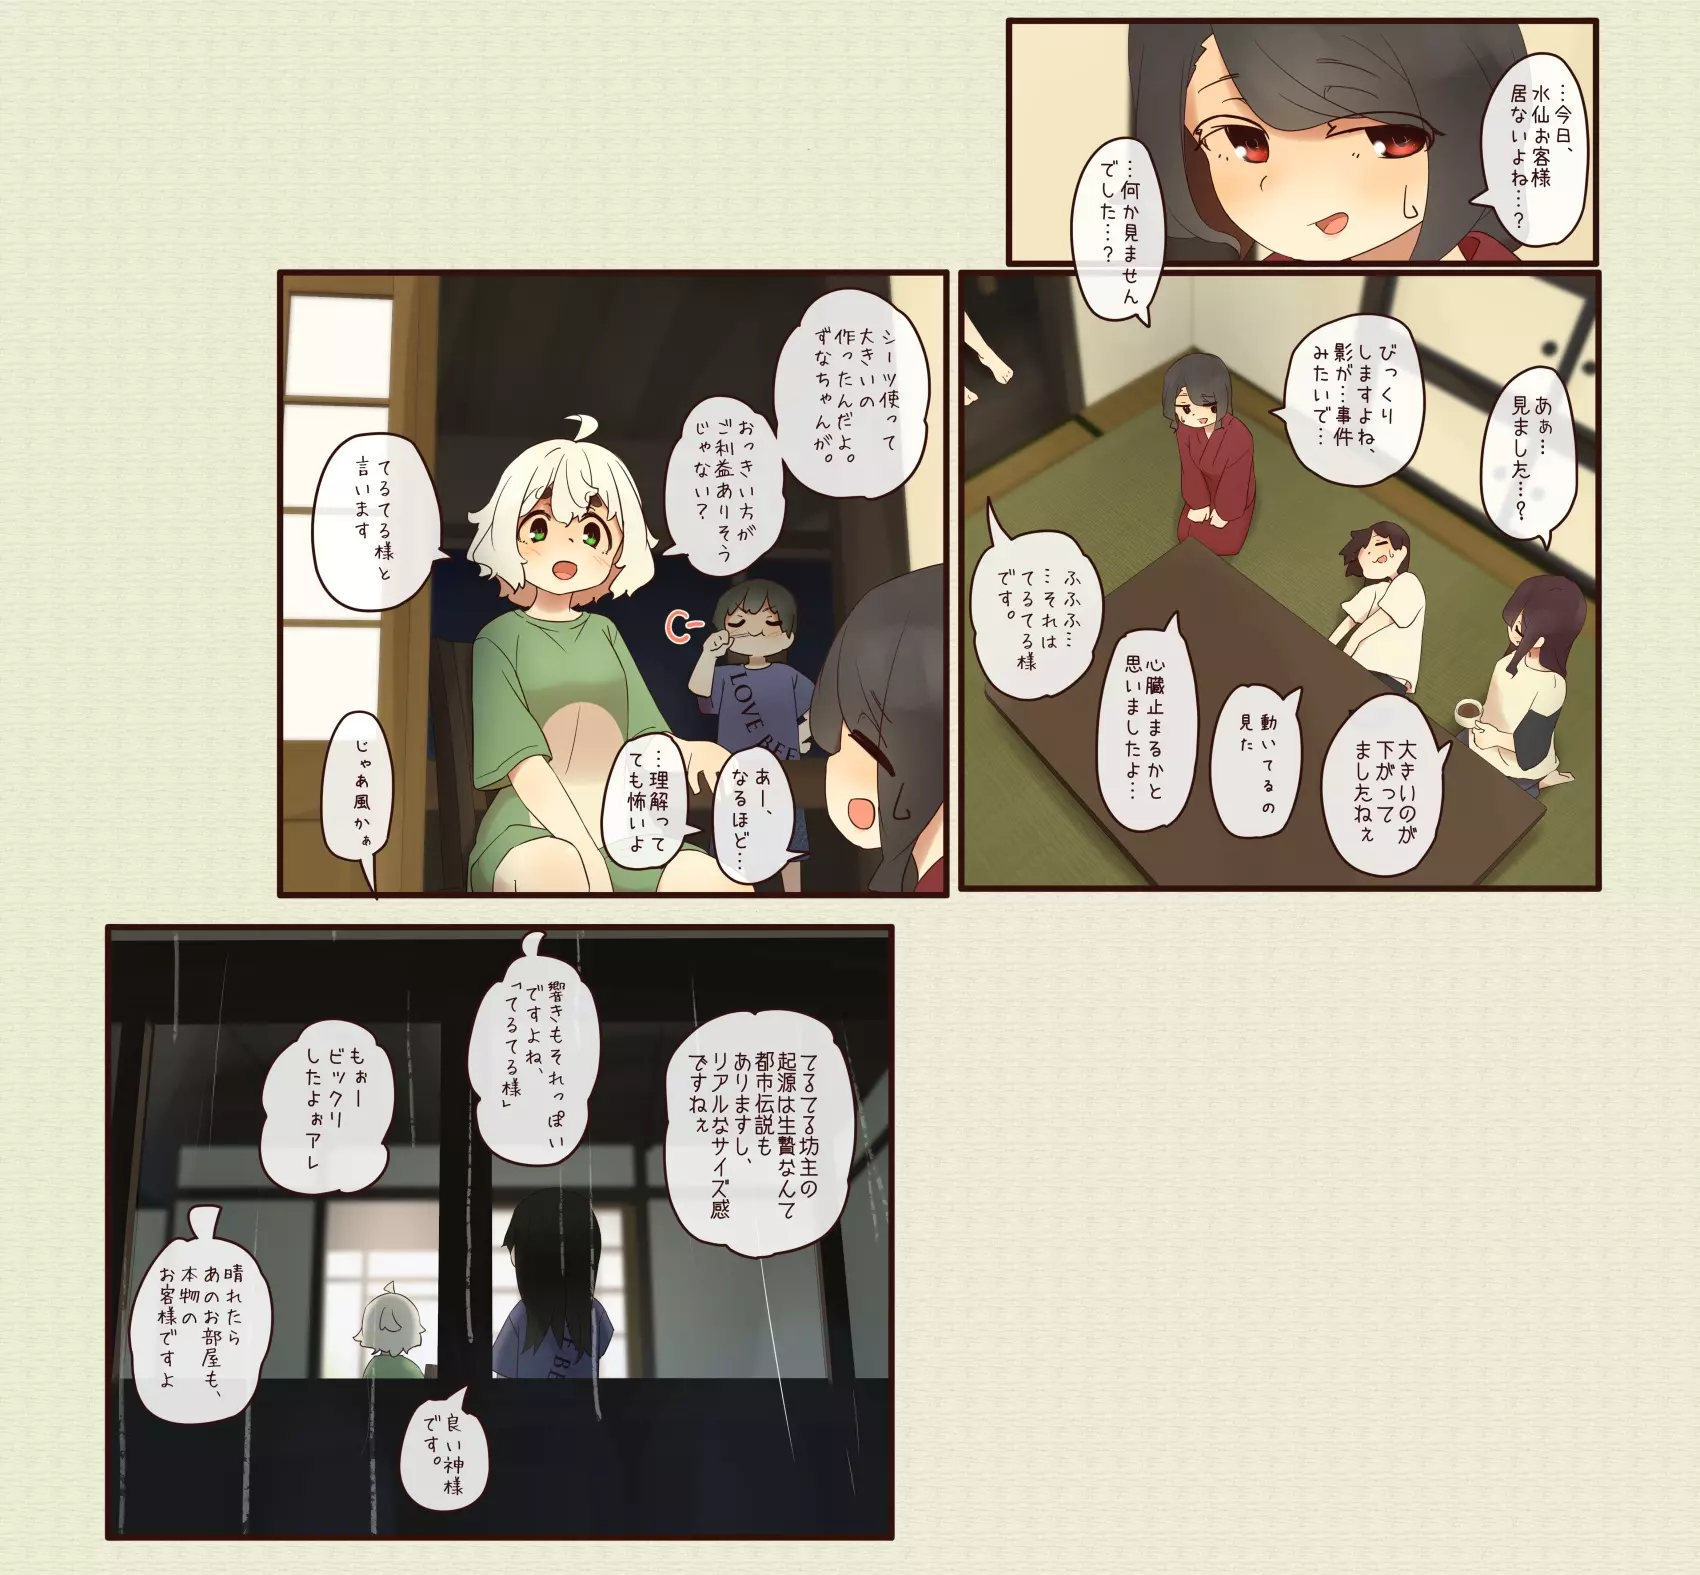 …今日、
水仙お客様
居ないよね…?
…何か見ません
でした…?
ああ…
見ました…?
びっくり
しますよね、
影が…事件
みたいで…
大きいのが
下がって
ましたねぇ
動いてるの
見た
心臓止まるかと
思いましたよ…
ふふふ…
…それは
てるてる様
です。
シーツ使って
大きいの
作ったんだよ。
ずなちゃんが。
おっきい方が
ご利益ありそう
じゃない?
てるてる様と
言います
LOVE BEE
あー、
なるほど…
…理解って
ても怖いよ
じゃあ風かぁ
てるてる坊主の
起源は生贄なんて
都市伝説も
ありますし、
リアルなサイズ感
ですねぇ
響きもそれっぽい
ですよね、
「てるてる様」
もぉー
ビックリ
したよぉアレ
良い神様
です。
晴れたら
あのお部屋も、
本物の
お客様ですよ